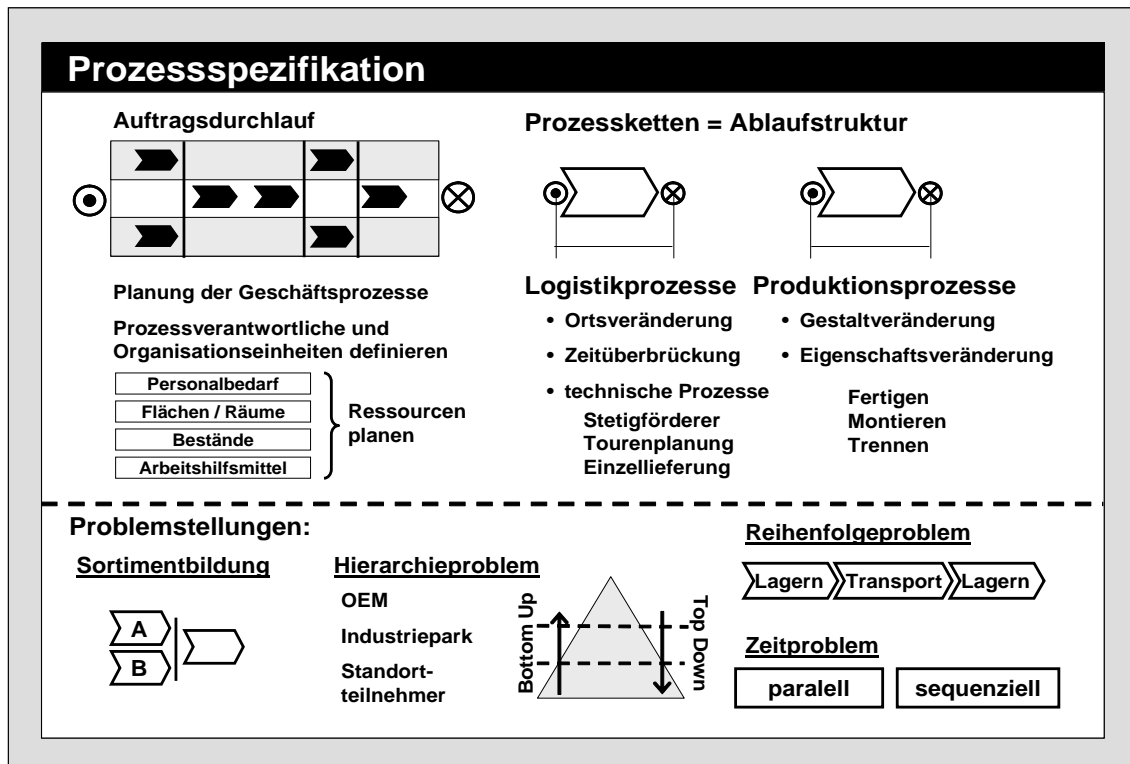 Prozessspezifikation
Auftragsdurchlauf
Planung der Geschäftsprozesse
Prozessverantwortliche und
Organisationseinheiten definieren
Personalbedarf
Flächen / Räume
Bestände
Arbeitshilfsmittel
Ressourcen
planen
Prozessketten = Ablaufstruktur
Logistikprozesse
• Ortsveränderung
• Zeitüberbrückung
• technische Prozesse
Stetigförderer
Tourenplanung
Einzellieferung
Produktionsprozesse
• Gestaltveränderung
• Eigenschaftsveränderung
Fertigen
Montieren
Trennen
Problemstellungen:
Sortimentbildung
A
B
Hierarchieproblem
OEM
Industriepark
Standort-
teilnehmer
Bottom Up
Top Down
Reihenfolgeproblem
Lagern Transport Lagern
Zeitproblem
paralell sequenziell